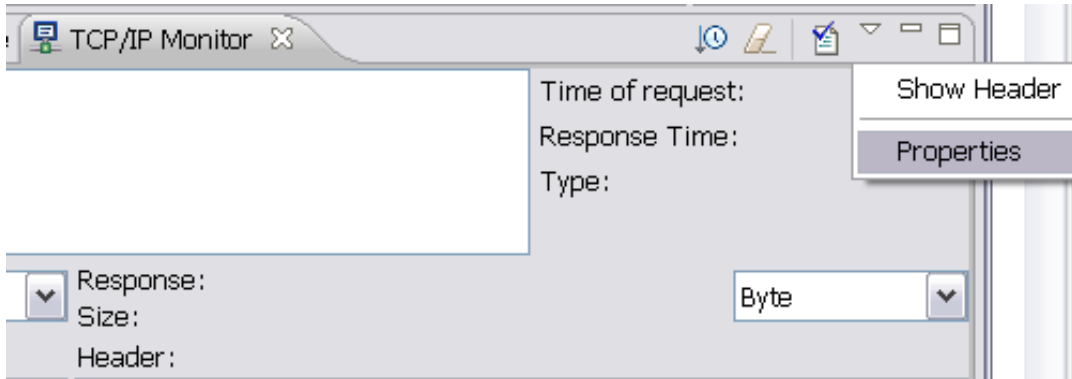 TCP/IP Monitor
Time of request:
Show Header
Response Time:
Properties
Type:
Response:
Byte
Size:
Header: